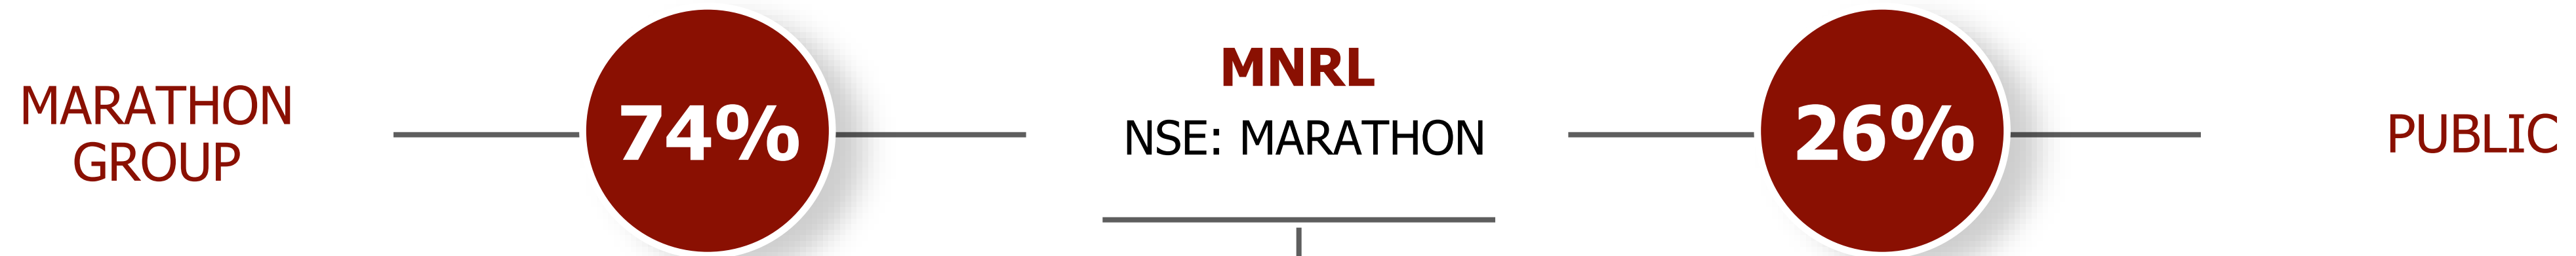 MARATHON
GROUP
74%
MNRL
NSE: MARATHON
26%
PUBLIC